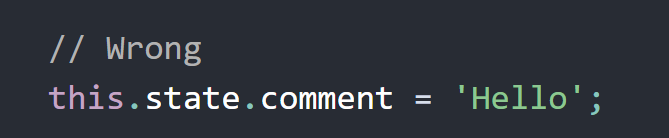 // Wrong
this.state.comment = 'Hello';